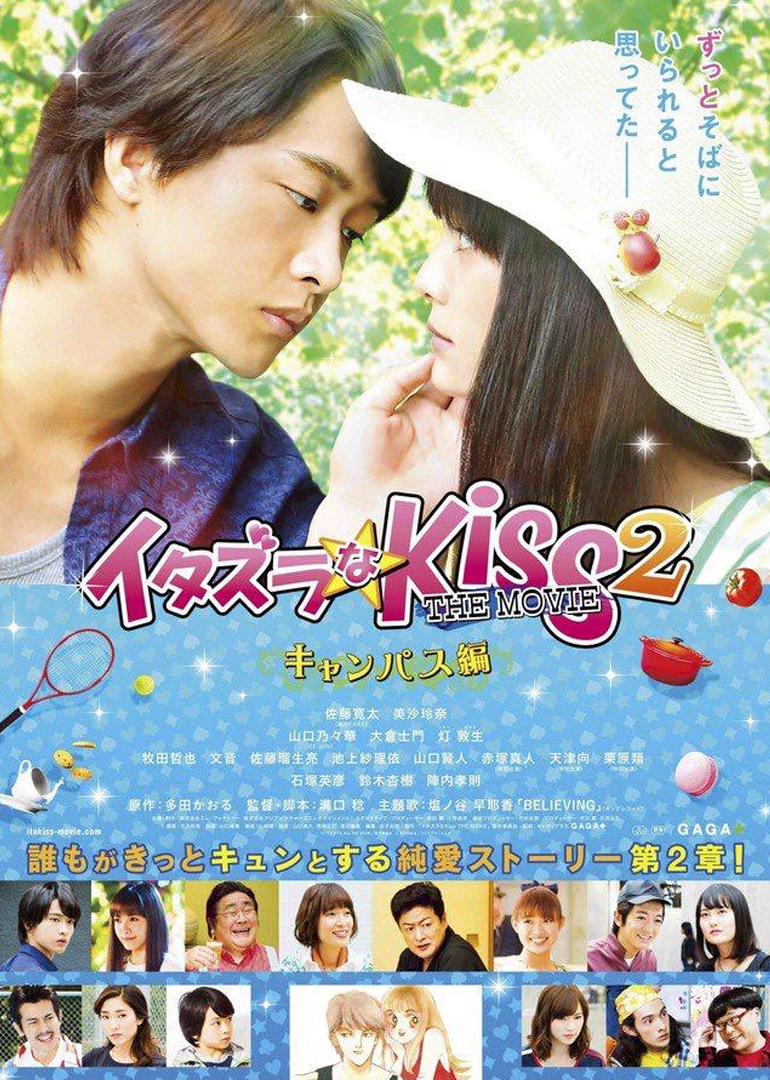 ずっとそばに
いられると
思ってた——
イタズラなKiss2
THE MOVIE
キャンパス編
佐藤寛太 美沙玲奈
山口乃々華 大倉士門 灯 敦生
牧田哲也 文音 佐藤瑠生亮 池上紗理依 山口賢人 赤塚真人 天津向 栗原類
石塚英彦 鈴木杏樹 陣内孝則
原作:多田かおる 監督・脚本:溝口 稔 主題歌:塩ノ谷 早耶香「BELIEVING」
itakiss-movie.com
GAGA+
誰もがきっとキュンとする純愛ストーリー 第2章!